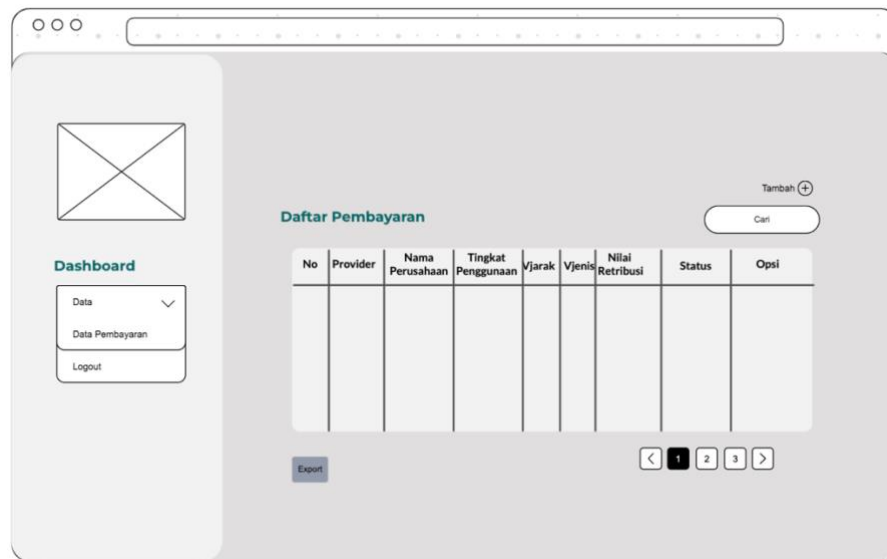 Tambah
Daftar Pembayaran
Cari
Dashboard
Data
Data Pembayaran
Logout
No Provider Nama Perusahaan Tingkat Penggunaan Vjarak Vjenis Nilai Retribusi Status Opsi
Export
< 1 2 3 >